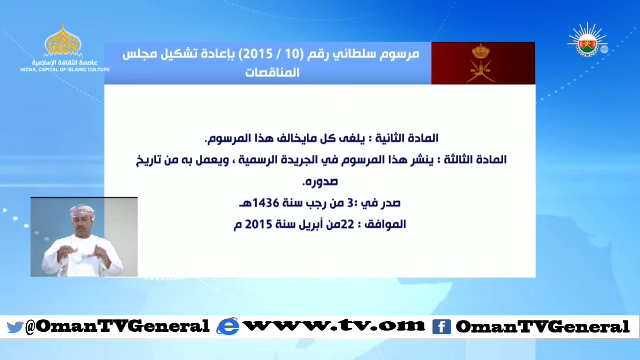 عاصمة الثقافة الإسلامية
NIZWA, CAPITAL OF ISLAMIC CULTURE
مرسوم سلطاني رقم (10 / 2015) بإعادة تشكيل مجلس
المناقصات
المادة الثانية : يلغى كل مايخالف هذا المرسوم.
المادة الثالثة : ينشر هذا المرسوم في الجريدة الرسمية ، ويعمل به من تاريخ
صدوره.
صدر في :3 من رجب سنة 1436هـ
الموافق : 22من أبريل سنة 2015 م
@OmanTVGeneral www.tv.om OmanTVGeneral